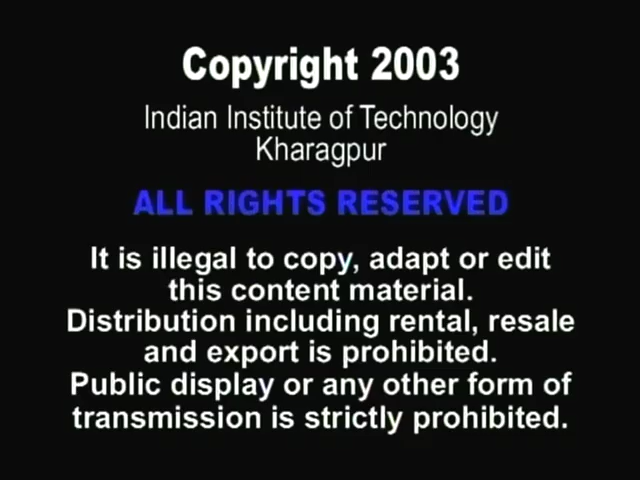 Copyright 2003
Indian Institute of Technology
Kharagpur
ALL RIGHTS RESERVED
It is illegal to copy, adapt or edit
this content material.
Distribution including rental, resale
and export is prohibited.
Public display or any other form of
transmission is strictly prohibited.